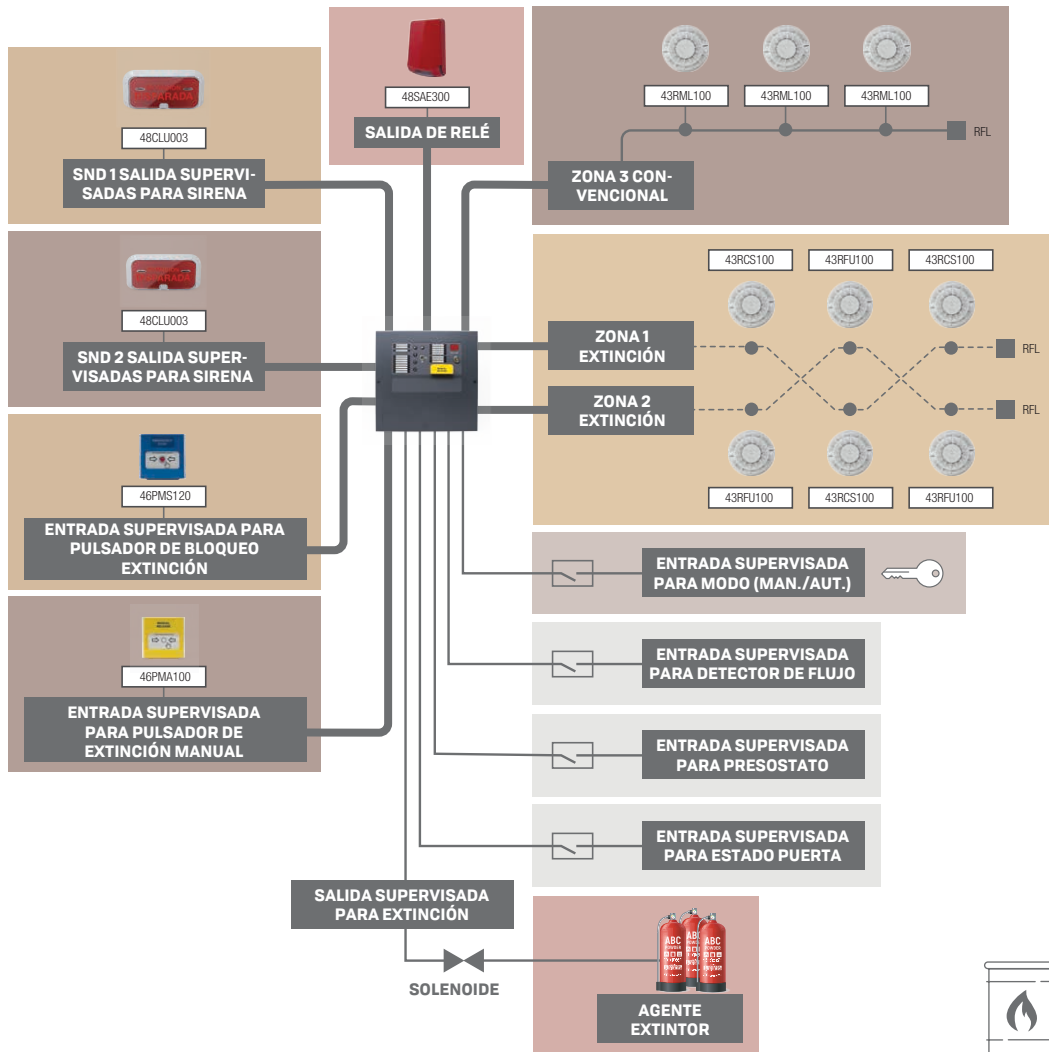 48SAE300
SALIDA DE RELÉ
43RML100
43RML100
43RML100
RFL
ZONA 3 CON-
VENCIONAL
48CLU003
SND 1 SALIDA SUPERVI-
SADAS PARA SIRENA
48CLU003
SND 2 SALIDA SUPER-
VISADAS PARA SIRENA
43RCS100
43RFU100
43RCS100
ZONA 1
EXTINCIÓN
RFL
ZONA 2
EXTINCIÓN
RFL
43RFU100
43RCS100
43RFU100
46PMS120
ENTRADA SUPERVISADA PARA
PULSADOR DE BLOQUEO
EXTINCIÓN
46PMA100
ENTRADA SUPERVISADA
PARA PULSADOR DE
EXTINCIÓN MANUAL
ENTRADA SUPERVISADA
PARA MODO (MAN./AUT.)
ENTRADA SUPERVISADA
PARA DETECTOR DE FLUJO
ENTRADA SUPERVISADA
PARA PRESOSTATO
ENTRADA SUPERVISADA
PARA ESTADO PUERTA
SALIDA SUPERVISADA
PARA EXTINCIÓN
SOLENOIDE
ABC
POWDER
ABC
POWDER
ABC
POWDER
AGENTE
EXTINTOR